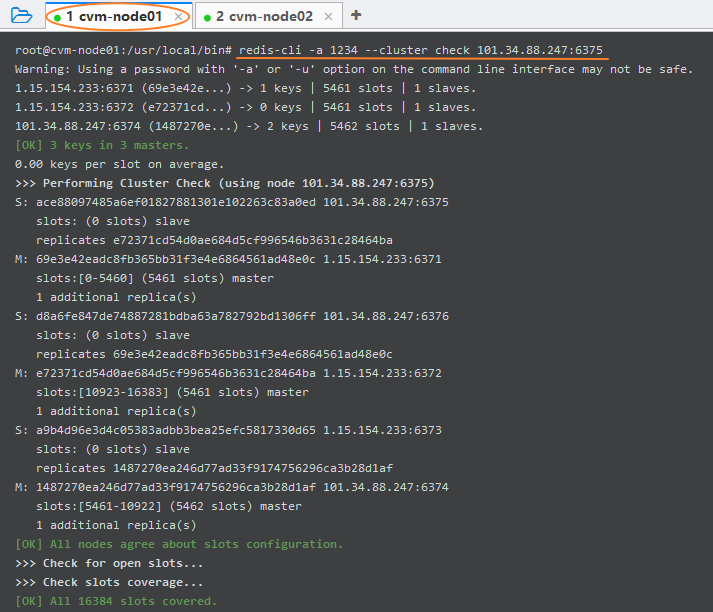 1 cvm-node01 × 2 cvm-node02 × +
root@cvm-node01:/usr/local/bin# redis-cli -a 1234 --cluster check 101.34.88.247:6375
Warning: Using a password with '-a' or '-u' option on the command line interface may not be safe.
1.15.154.233:6371 (69e3e42e...) -> 1 keys | 5461 slots | 1 slaves.
1.15.154.233:6372 (e72371cd...) -> 0 keys | 5461 slots | 1 slaves.
101.34.88.247:6374 (1487270e...) -> 2 keys | 5462 slots | 1 slaves.
[OK] 3 keys in 3 masters.
0.00 keys per slot on average.
>>> Performing Cluster Check (using node 101.34.88.247:6375)
S: ace88097485a6ef01827881301e102263c83a0ed 101.34.88.247:6375
   slots: (0 slots) slave
   replicates e72371cd54d0ae684d5cf996546b3631c28464ba
M: 69e3e42eadc8fb365bb31f3e4e6864561ad48e0c 1.15.154.233:6371
   slots:[0-5460] (5461 slots) master
   1 additional replica(s)
S: d8a6fe847de74887281bdba63a782792bd1306ff 101.34.88.247:6376
   slots: (0 slots) slave
   replicates 69e3e42eadc8fb365bb31f3e4e6864561ad48e0c
M: e72371cd54d0ae684d5cf996546b3631c28464ba 1.15.154.233:6372
   slots:[10923-16383] (5461 slots) master
   1 additional replica(s)
S: a9b4d96e3d4c05383adbb3bea25efc5817330d65 1.15.154.233:6373
   slots: (0 slots) slave
   replicates 1487270ea246d77ad33f9174756296ca3b28d1af
M: 1487270ea246d77ad33f9174756296ca3b28d1af 101.34.88.247:6374
   slots:[5461-10922] (5462 slots) master
   1 additional replica(s)
[OK] All nodes agree about slots configuration.
>>> Check for open slots...
>>> Check slots coverage...
[OK] All 16384 slots covered.